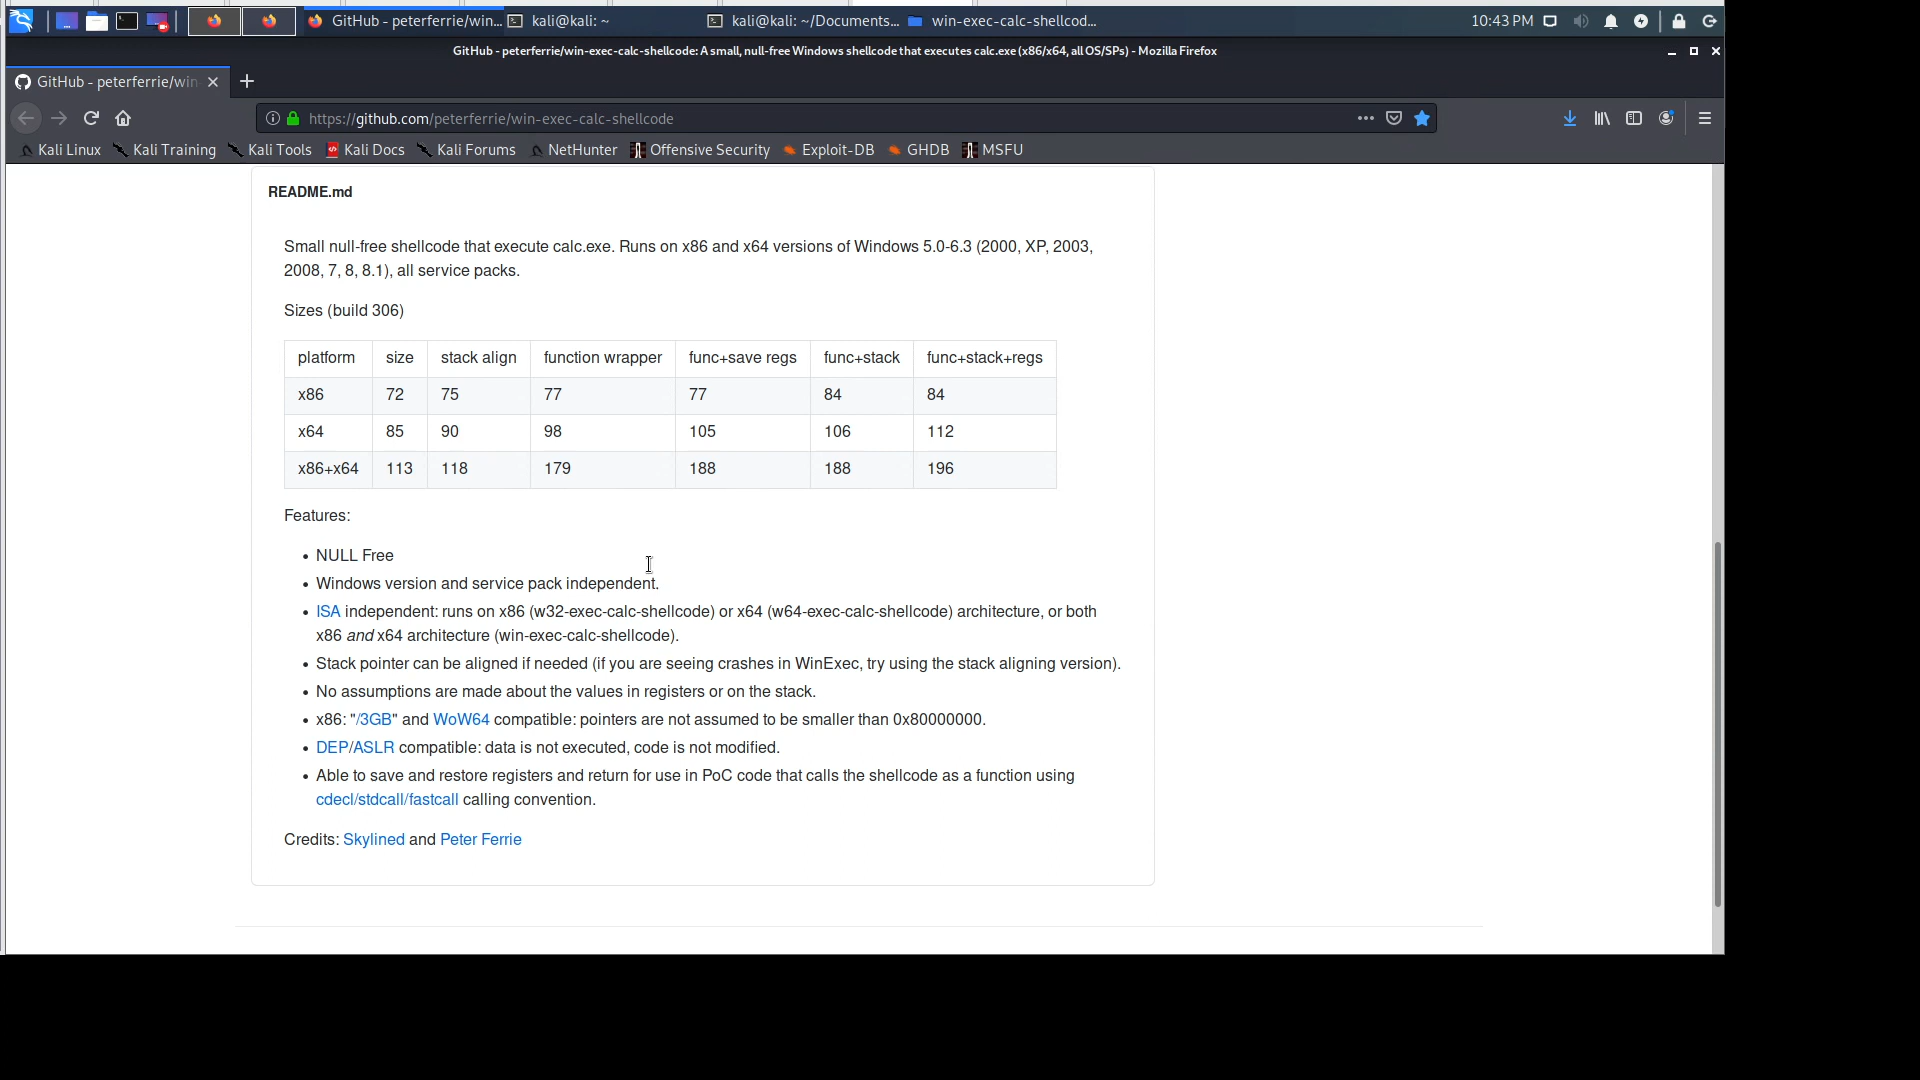 GitHub - peterferrie/win...
kali@kali: ~
kali@kali: ~/Documents...
win-exec-calc-shellcod...
10:43 PM
GitHub - peterferrie/win-exec-calc-shellcode: A small, null-free Windows shellcode that executes calc.exe (x86/x64, all OS/SPs) - Mozilla Firefox
GitHub - peterferrie/win
https://github.com/peterferrie/win-exec-calc-shellcode
Kali Linux Kali Training Kali Tools Kali Docs Kali Forums NetHunter Offensive Security Exploit-DB GHDB MSFU
README.md
Small null-free shellcode that execute calc.exe. Runs on x86 and x64 versions of Windows 5.0-6.3 (2000, XP, 2003,
2008, 7, 8, 8.1), all service packs.
Sizes (build 306)
platform size stack align function wrapper func+save regs func+stack func+stack+regs
x86 72 75 77 77 84 84
x64 85 90 98 105 106 112
x86+x64 113 118 179 188 188 196
Features:
• NULL Free
• Windows version and service pack independent.
• ISA independent: runs on x86 (w32-exec-calc-shellcode) or x64 (w64-exec-calc-shellcode) architecture, or both
x86 and x64 architecture (win-exec-calc-shellcode).
• Stack pointer can be aligned if needed (if you are seeing crashes in WinExec, try using the stack aligning version).
• No assumptions are made about the values in registers or on the stack.
• x86: "/3GB" and WoW64 compatible: pointers are not assumed to be smaller than 0x80000000.
• DEP/ASLR compatible: data is not executed, code is not modified.
• Able to save and restore registers and return for use in PoC code that calls the shellcode as a function using
cdecl/stdcall/fastcall calling convention.
Credits: Skylined and Peter Ferrie